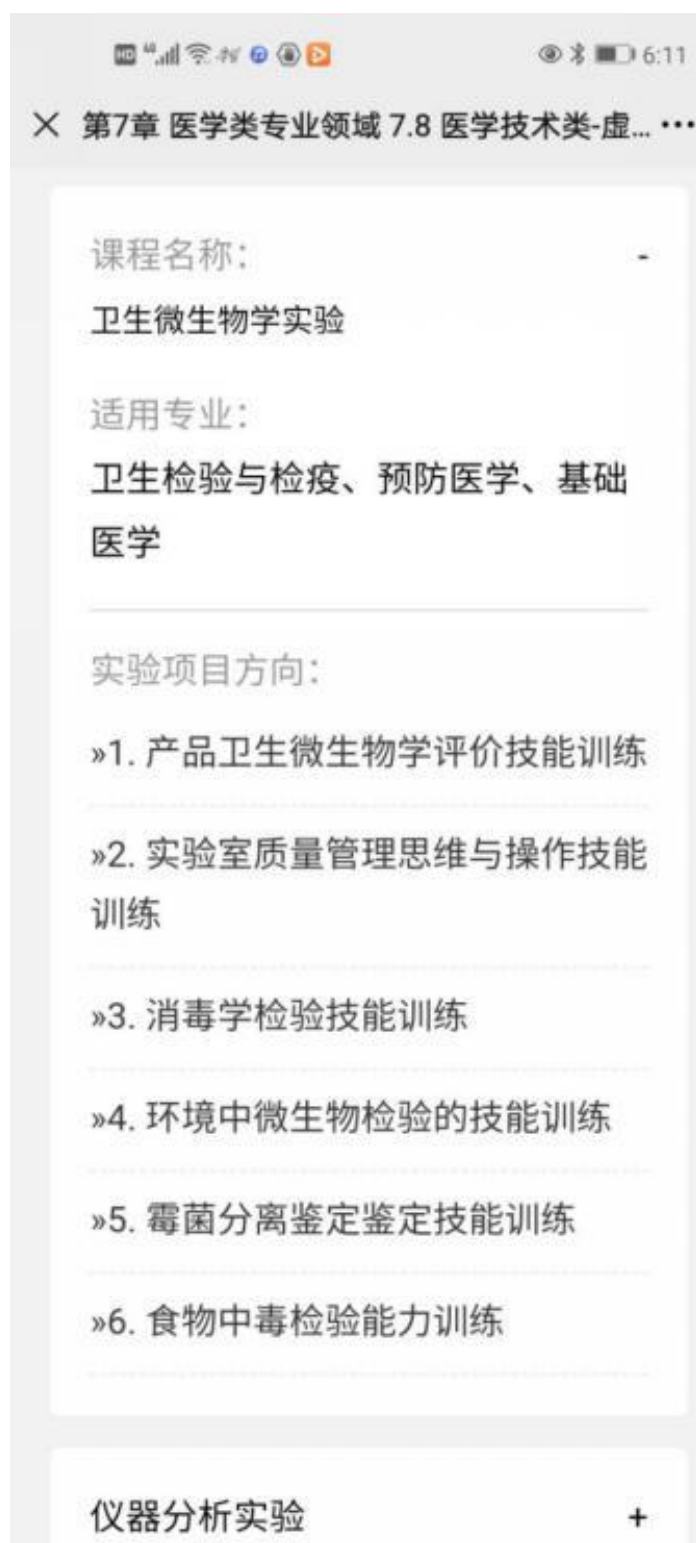 HD 6:11
× 第7章 医学类专业领域 7.8 医学技术类-虚... ···
课程名称： -
卫生微生物学实验
适用专业：
卫生检验与检疫、预防医学、基础
医学
实验项目方向：
»1. 产品卫生微生物学评价技能训练
»2. 实验室质量管理思维与操作技能
训练
»3. 消毒学检验技能训练
»4. 环境中微生物检验的技能训练
»5. 霉菌分离鉴定鉴定技能训练
»6. 食物中毒检验能力训练
仪器分析实验 +